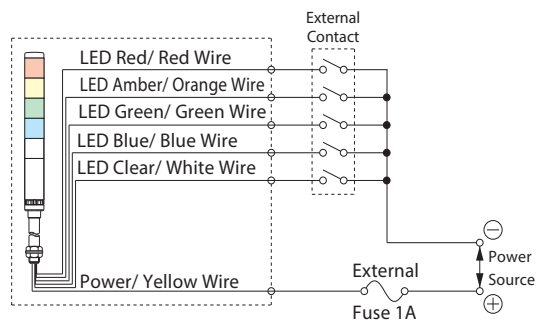 External
Contact
LED Red/ Red Wire
LED Amber/ Orange Wire
LED Green/ Green Wire
LED Blue/ Blue Wire
LED Clear/ White Wire
−
Power
Source
+
Power/ Yellow Wire
External
Fuse 1A